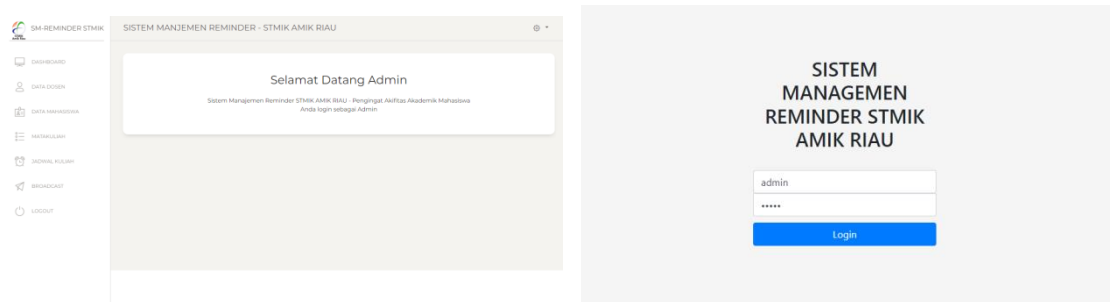 SM-REMINDER STMIK
SISTEM MANJEMEN REMINDER - STMIK AMIK RIAU
DASHBOARD
DATA DOSEN
DATA MAHASISWA
MATAKULIAH
JADWAL KULIAH
BROADCAST
LOGOUT
Selamat Datang Admin
Sistem Manajemen Reminder STMIK AMIK RIAU - Pengingat Akifitas Akademik Mahasiswa
Anda login sebagai Admin
SISTEM
MANAGEMEN
REMINDER STMIK
AMIK RIAU
admin
•••••
Login